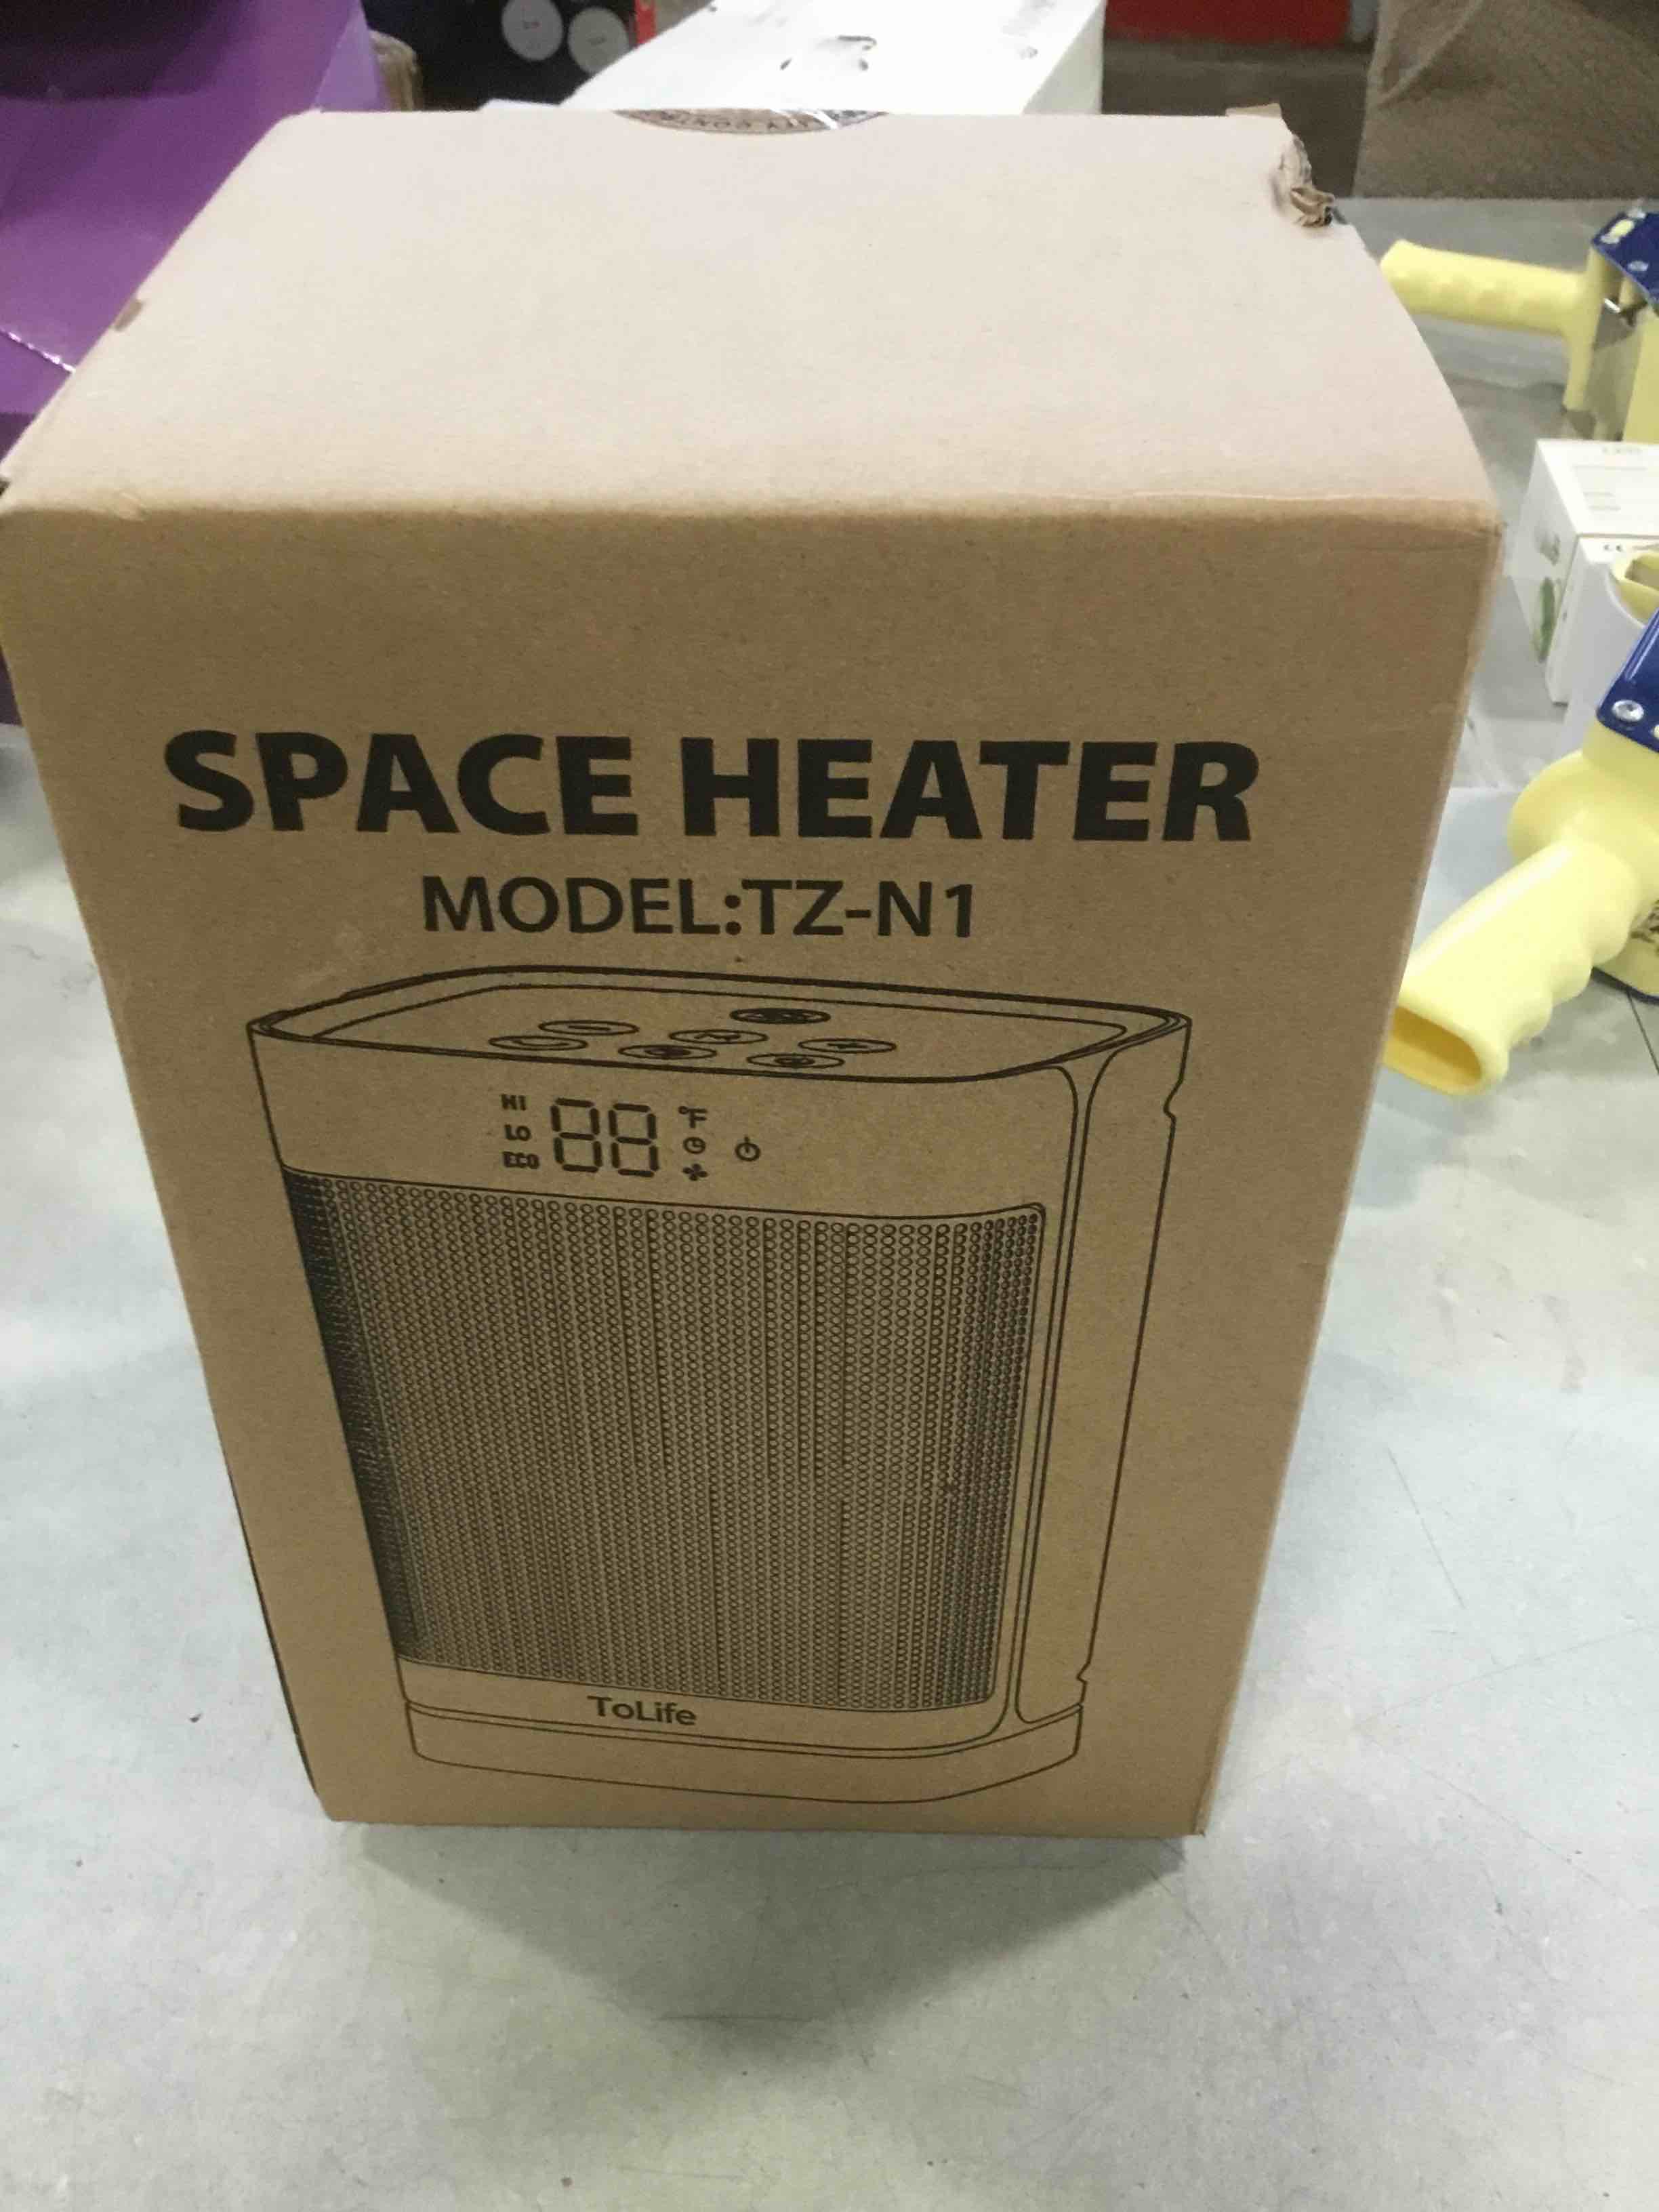 SPACE HEATER
MODEL:TZ-N1
HI
LO
ECO
88
°F
ToLife